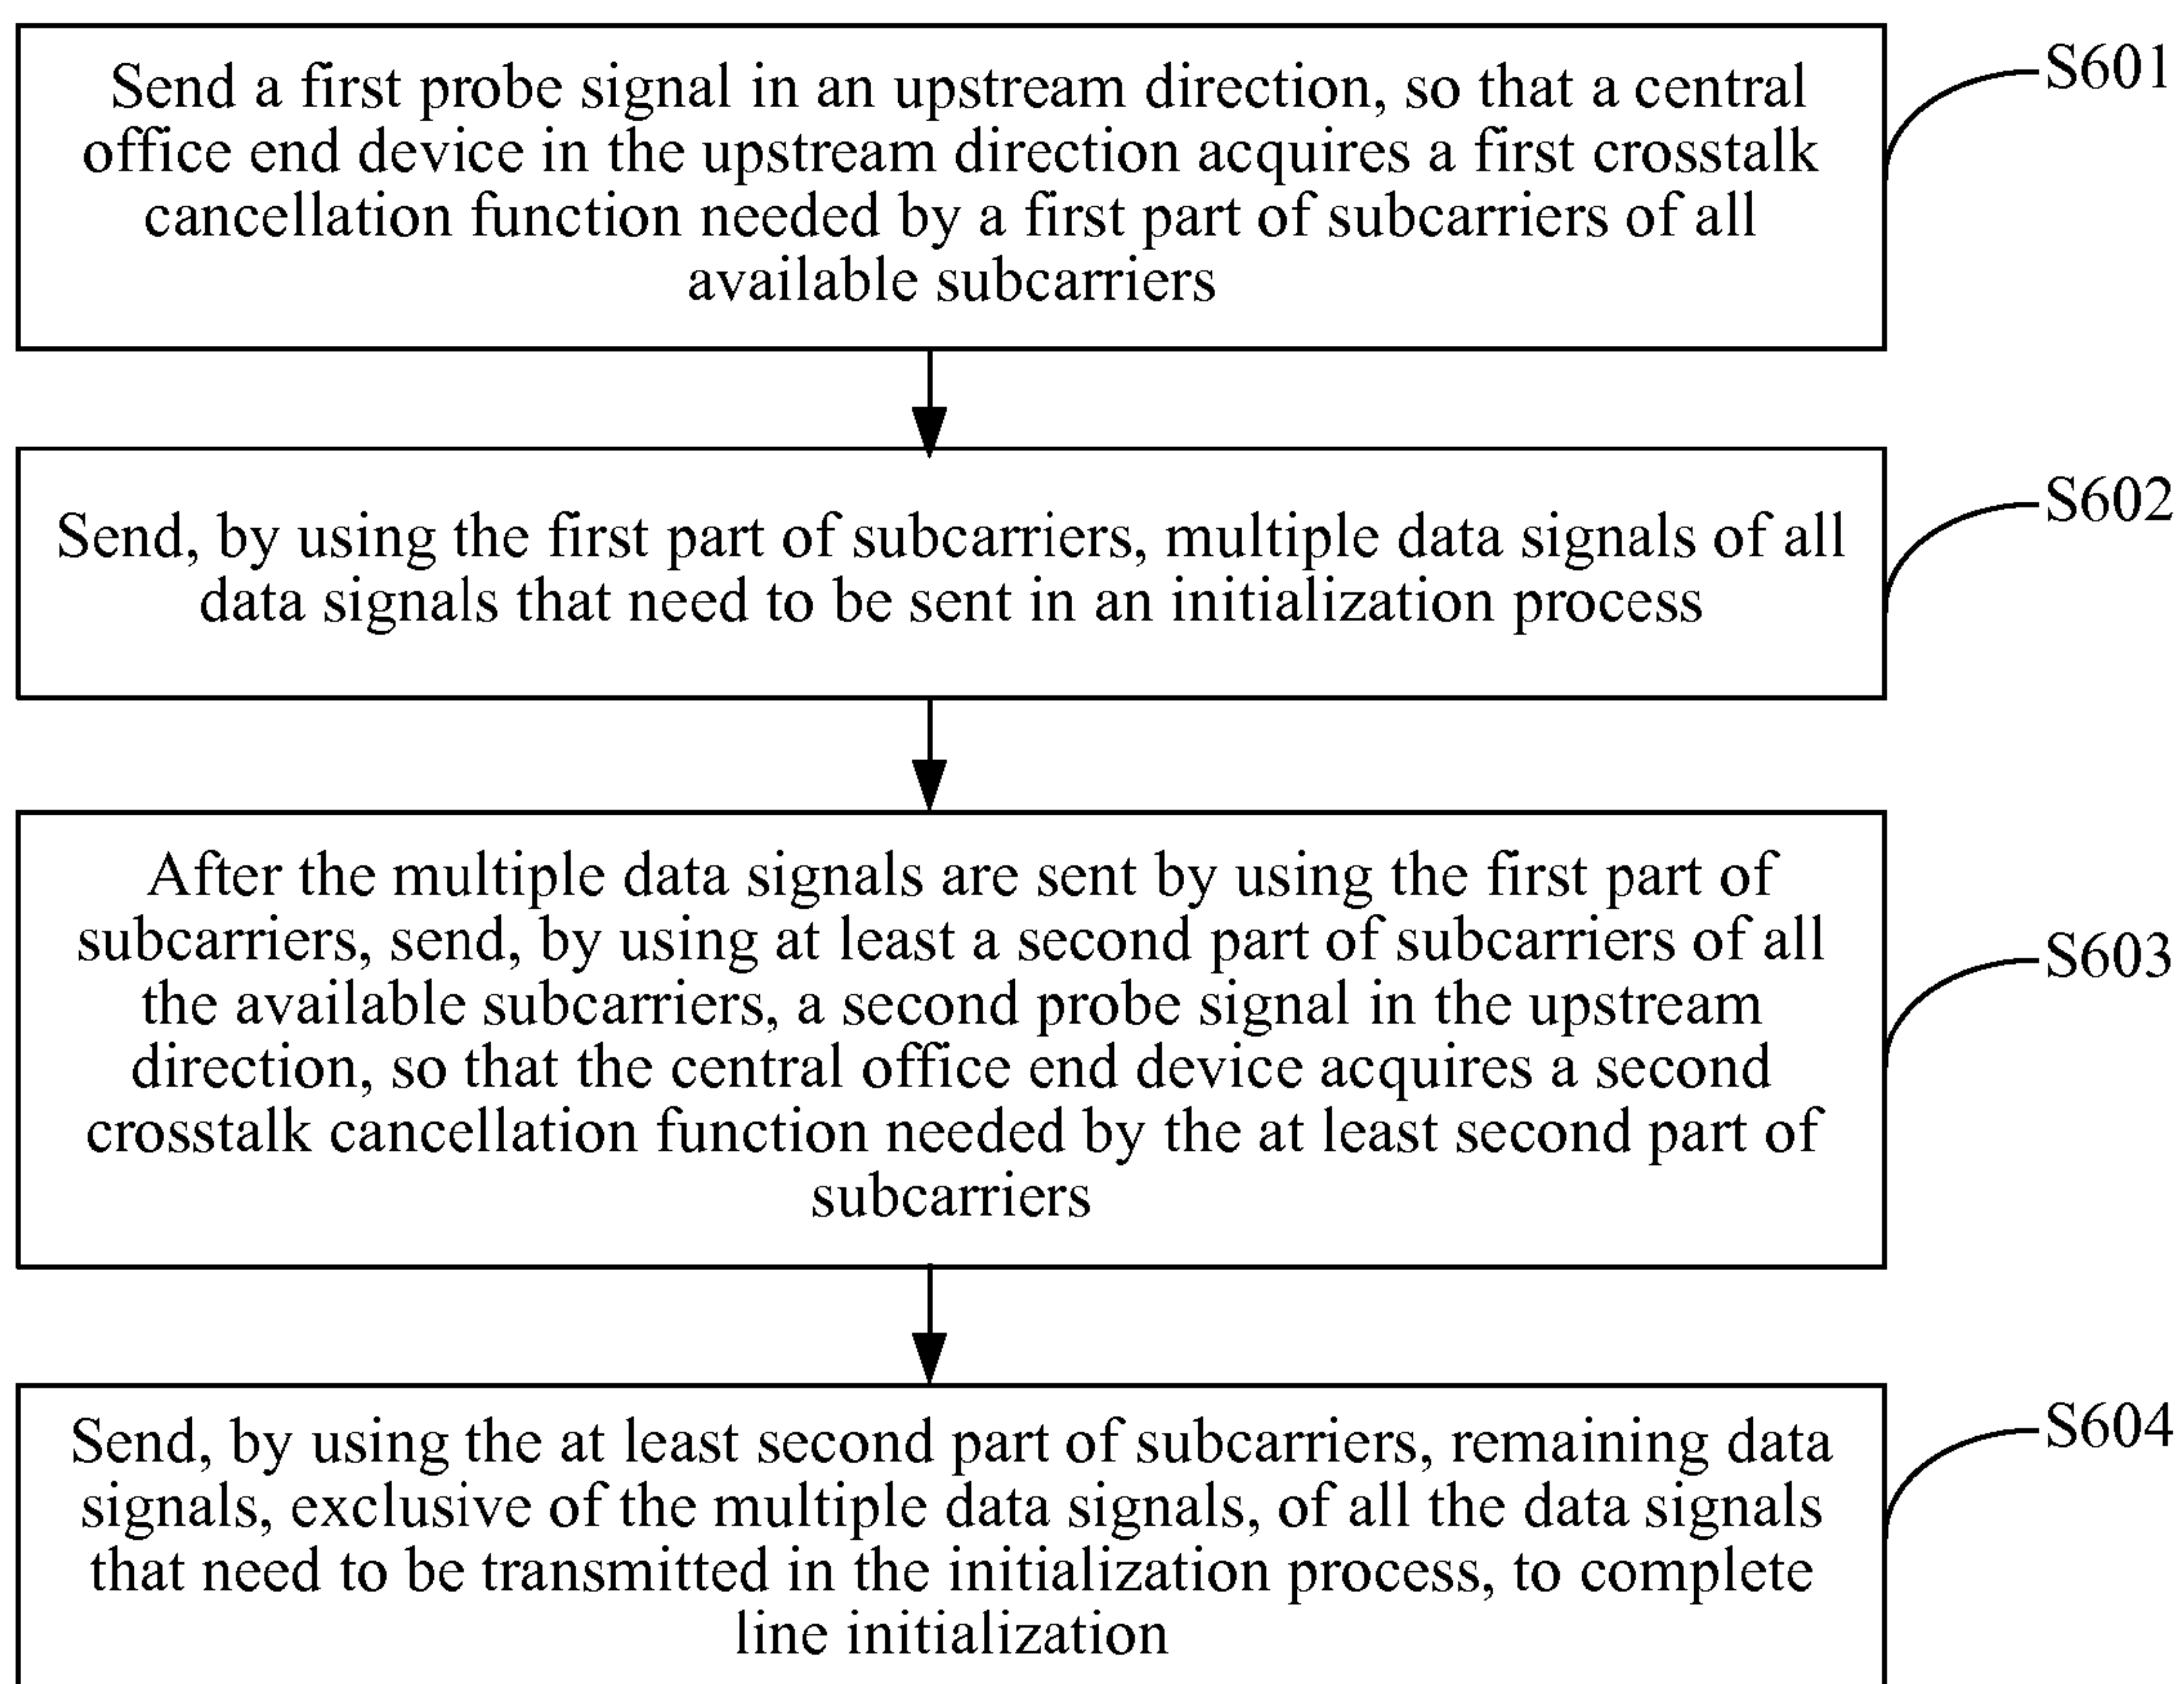 Send a first probe signal in an upstream direction, so that a central
office end device in the upstream direction acquires a first crosstalk
cancellation function needed by a first part of subcarriers of all
available subcarriers
S601
Send, by using the first part of subcarriers, multiple data signals of all
data signals that need to be sent in an initialization process
S602
After the multiple data signals are sent by using the first part of
subcarriers, send, by using at least a second part of subcarriers of all
the available subcarriers, a second probe signal in the upstream
direction, so that the central office end device acquires a second
crosstalk cancellation function needed by the at least second part of
subcarriers
S603
Send, by using the at least second part of subcarriers, remaining data
signals, exclusive of the multiple data signals, of all the data signals
that need to be transmitted in the initialization process, to complete
line initialization
S604